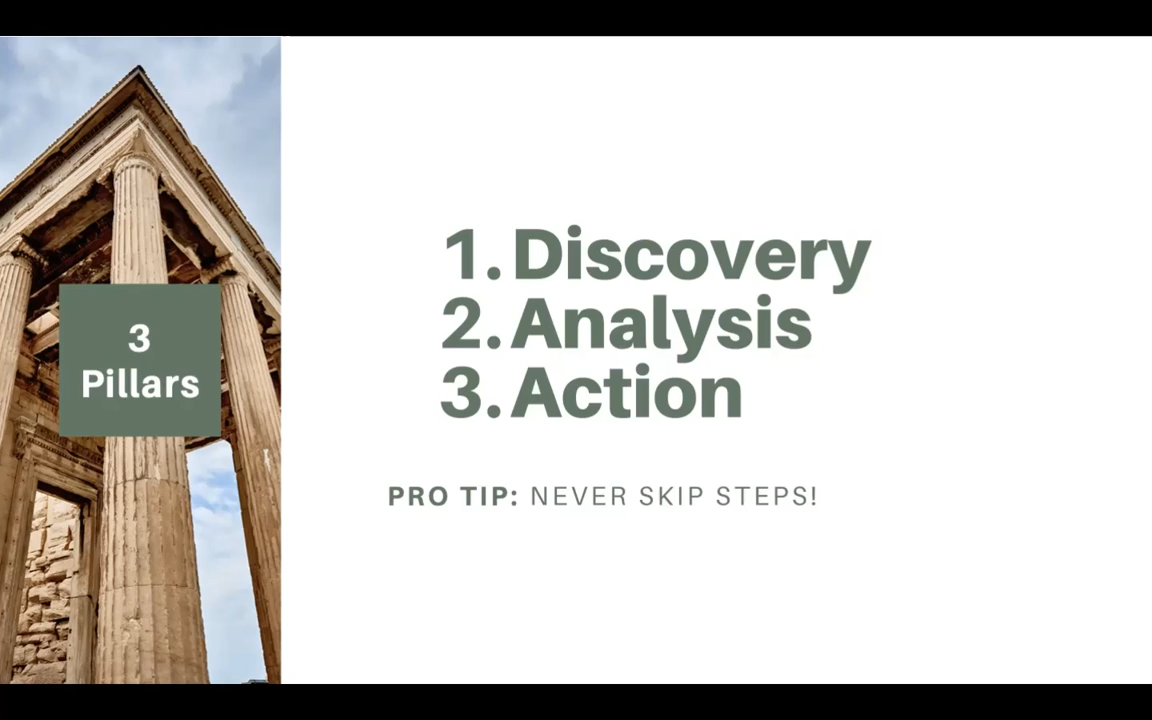 3
Pillars
1. Discovery
2. Analysis
3. Action
PRO TIP: NEVER SKIP STEPS!